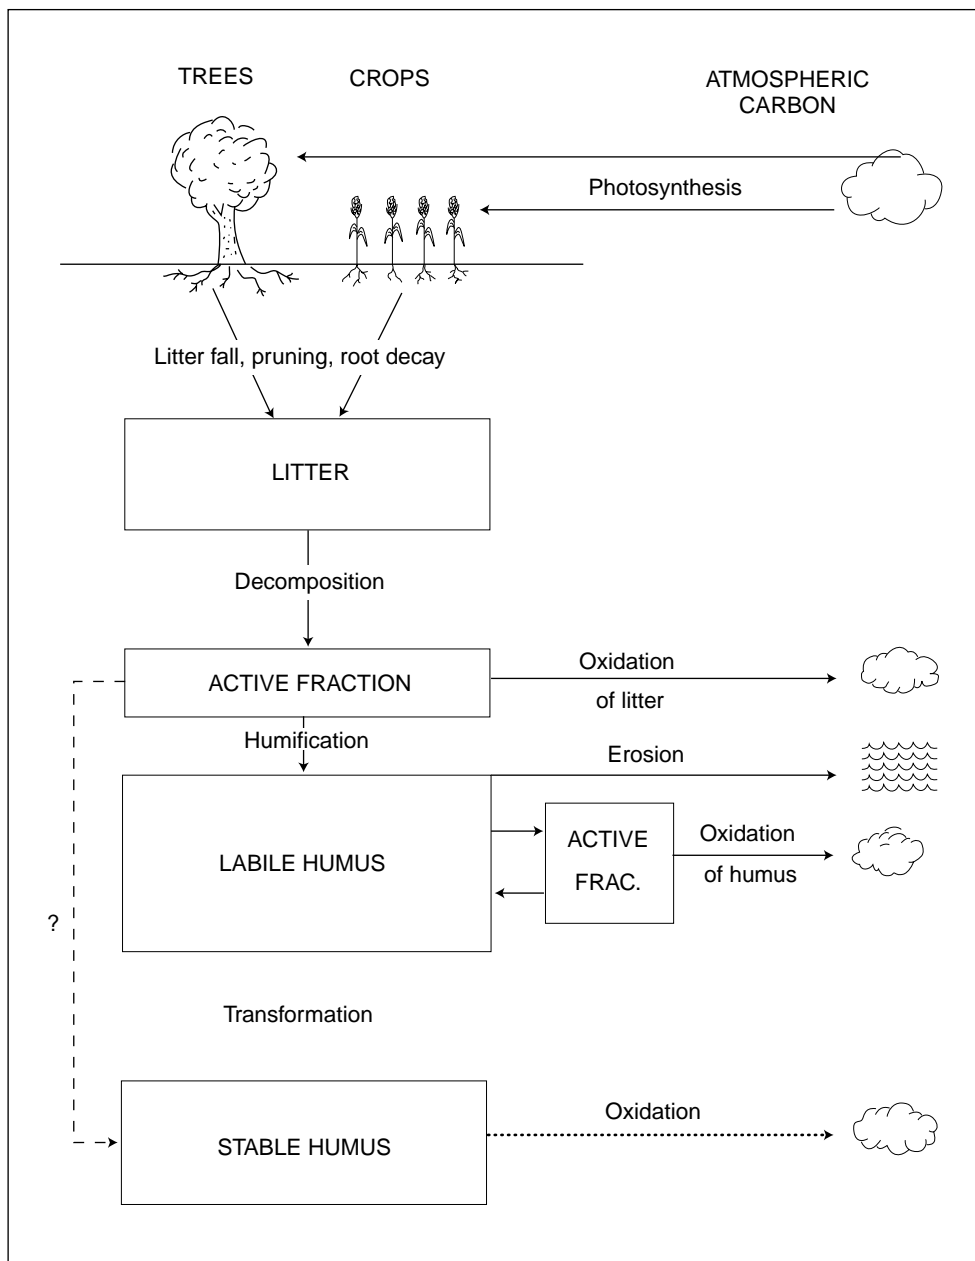 TREES
CROPS
ATMOSPHERIC
CARBON
Photosynthesis
Litter fall, pruning, root decay
LITTER
Decomposition
ACTIVE FRACTION
Oxidation
of litter
Humification
Erosion
LABILE HUMUS
ACTIVE
FRAC.
Oxidation
of humus
?
Transformation
STABLE HUMUS
Oxidation